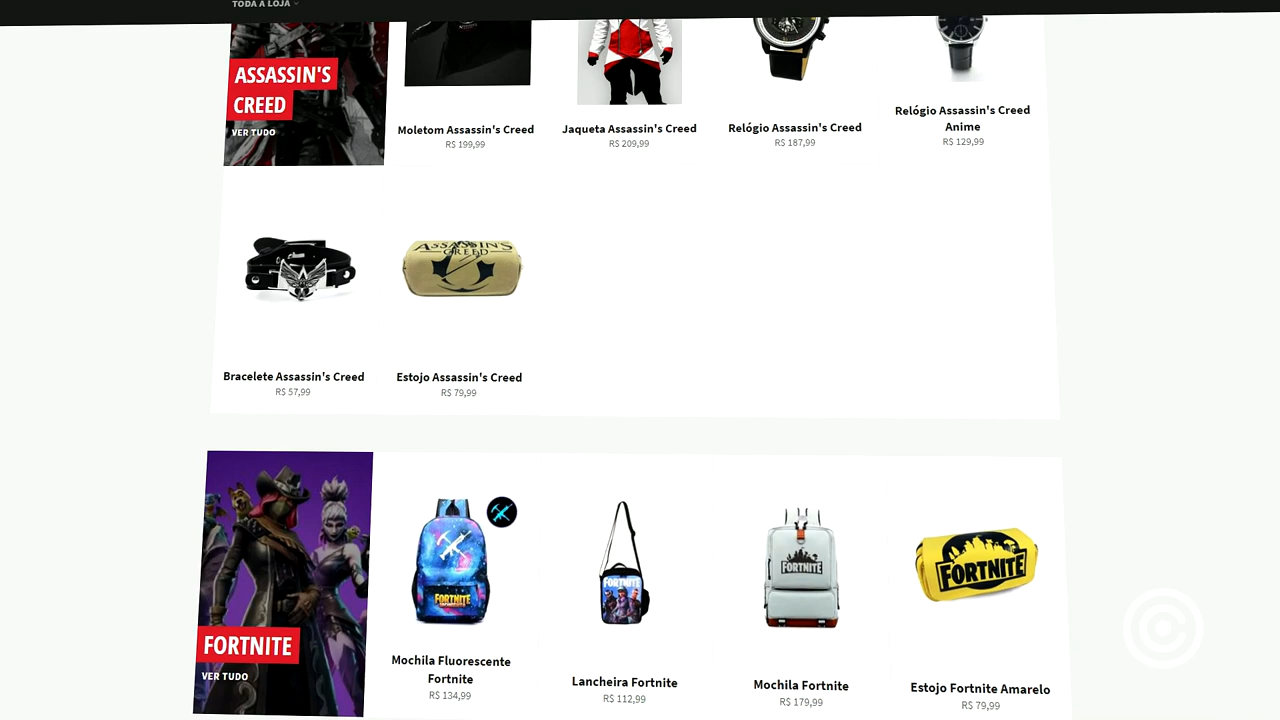 TODA A LOJA
ASSASSIN'S
CREED
VER TUDO
Moletom Assassin's Creed
R$ 199,99
Jaqueta Assassin's Creed
R$ 209,99
Relógio Assassin's Creed
R$ 187,99
Relógio Assassin's Creed
Anime
R$ 129,99
ASSASSIN'S
CREED
Bracelete Assassin's Creed
R$ 57,99
Estojo Assassin's Creed
R$ 79,99
FORTNITE
VER TUDO
FORTNITE
Mochila Fluorescente
Fortnite
R$ 134,99
FORTNITE
Lancheira Fortnite
R$ 112,99
FORTNITE
Mochila Fortnite
R$ 179,99
FORTNITE
Estojo Fortnite Amarelo
R$ 79,99